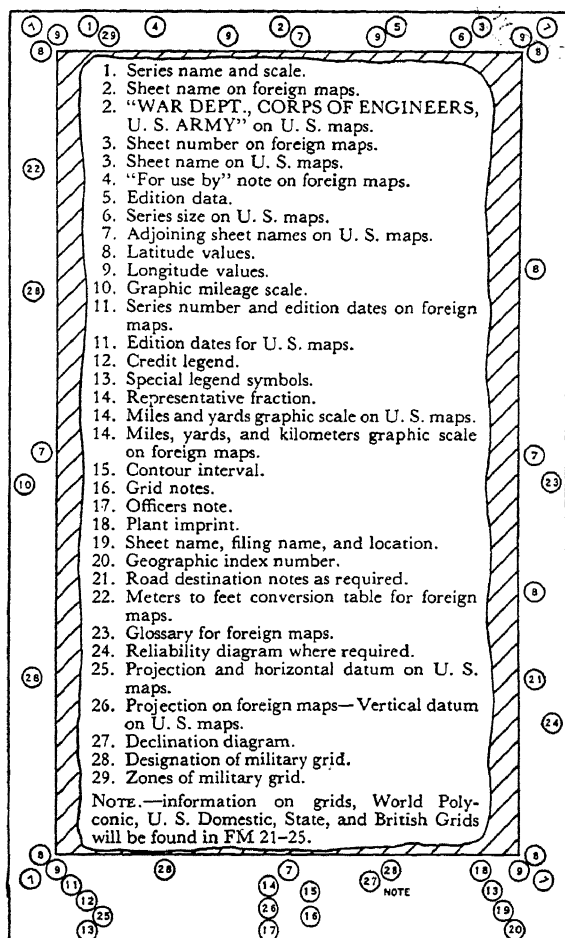 7 9 1 29 4 9 2 7 9 5 6 3 9 7
8 8
1. Series name and scale.
2. Sheet name on foreign maps.
2. “WAR DEPT., CORPS OF ENGINEERS,
U. S. ARMY” on U. S. maps.
3. Sheet number on foreign maps.
3. Sheet name on U. S. maps.
4. “For use by” note on foreign maps.
5. Edition data.
6. Series size on U. S. maps.
7. Adjoining sheet names on U. S. maps.
8. Latitude values.
9. Longitude values.
10. Graphic mileage scale.
11. Series number and edition dates on foreign
maps.
11. Edition dates for U. S. maps.
12. Credit legend.
13. Special legend symbols.
14. Representative fraction.
14. Miles and yards graphic scale on U. S. maps.
14. Miles, yards, and kilometers graphic scale
on foreign maps.
15. Contour interval.
16. Grid notes.
17. Officers note.
18. Plant imprint.
19. Sheet name, filing name, and location.
20. Geographic index number.
21. Road destination notes as required.
22. Meters to feet conversion table for foreign
maps.
23. Glossary for foreign maps.
24. Reliability diagram where required.
25. Projection and horizontal datum on U. S.
maps.
26. Projection on foreign maps—Vertical datum
on U. S. maps.
27. Declination diagram.
28. Designation of military grid.
29. Zones of military grid.
NOTE.—information on grids, World Poly-
conic, U. S. Domestic, State, and British Grids
will be found in FM 21–25.
22
28
7
10
28
8
7
23
8
21
24
8 8
7 9 28 7 28 18 9 7
11 14 15 27 NOTE 13
12 26 16 19
13 25 17 20